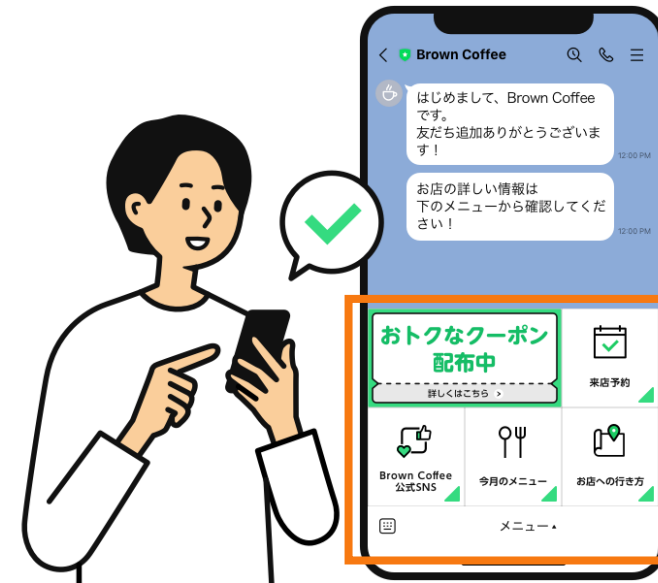 Brown Coffee
はじめまして、Brown Coffee
です。
友だち追加ありがとうございま
す！
12:00 PM
お店の詳しい情報は
下のメニューから確認してくだ
さい！
12:00 PM
おトクなクーポン
配布中
詳しくはこちら
来店予約
Brown Coffee
公式SNS
今月のメニュー
お店への行き方
メニュー